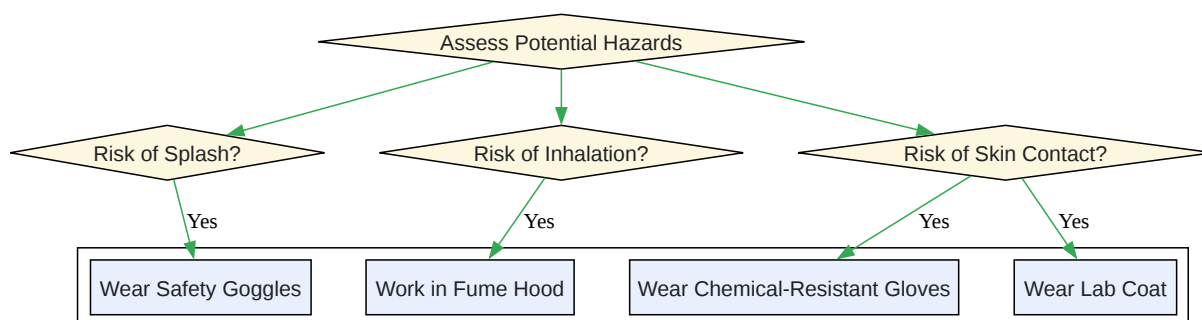 Assess Potential Hazards
Risk of Splash?
Risk of Inhalation?
Risk of Skin Contact?
Yes
Yes
Yes
Yes
Wear Safety Goggles
Work in Fume Hood
Wear Chemical-Resistant Gloves
Wear Lab Coat